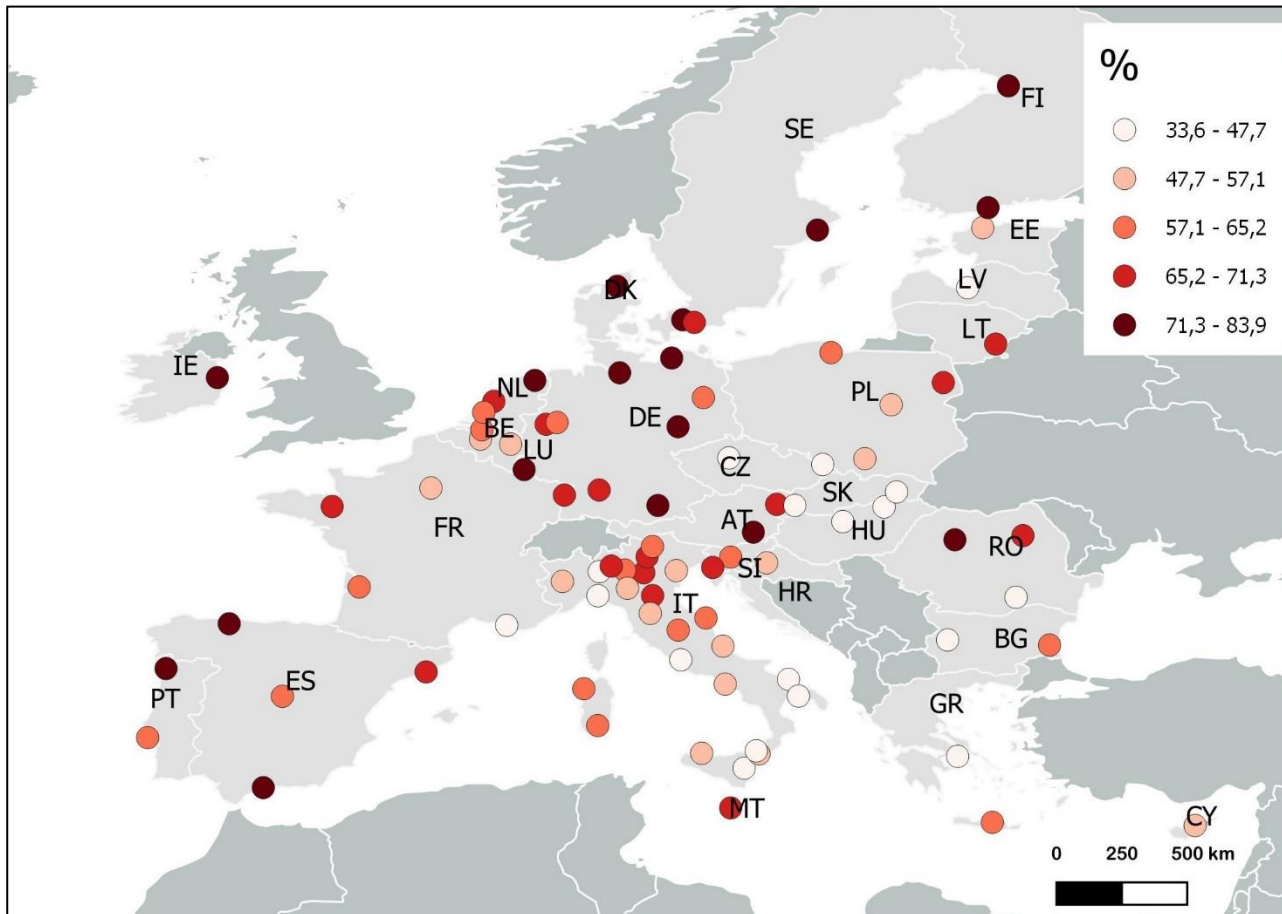 %
33,6 - 47,7
47,7 - 57,1
57,1 - 65,2
65,2 - 71,3
71,3 - 83,9
FI
SE
EE
LV
DK
LT
IE
NL
PL
BE
DE
LU
CZ
SK
FR
AT
HU
RO
SI
HR
IT
BG
ES
PT
GR
MT
CY
0 250 500 km